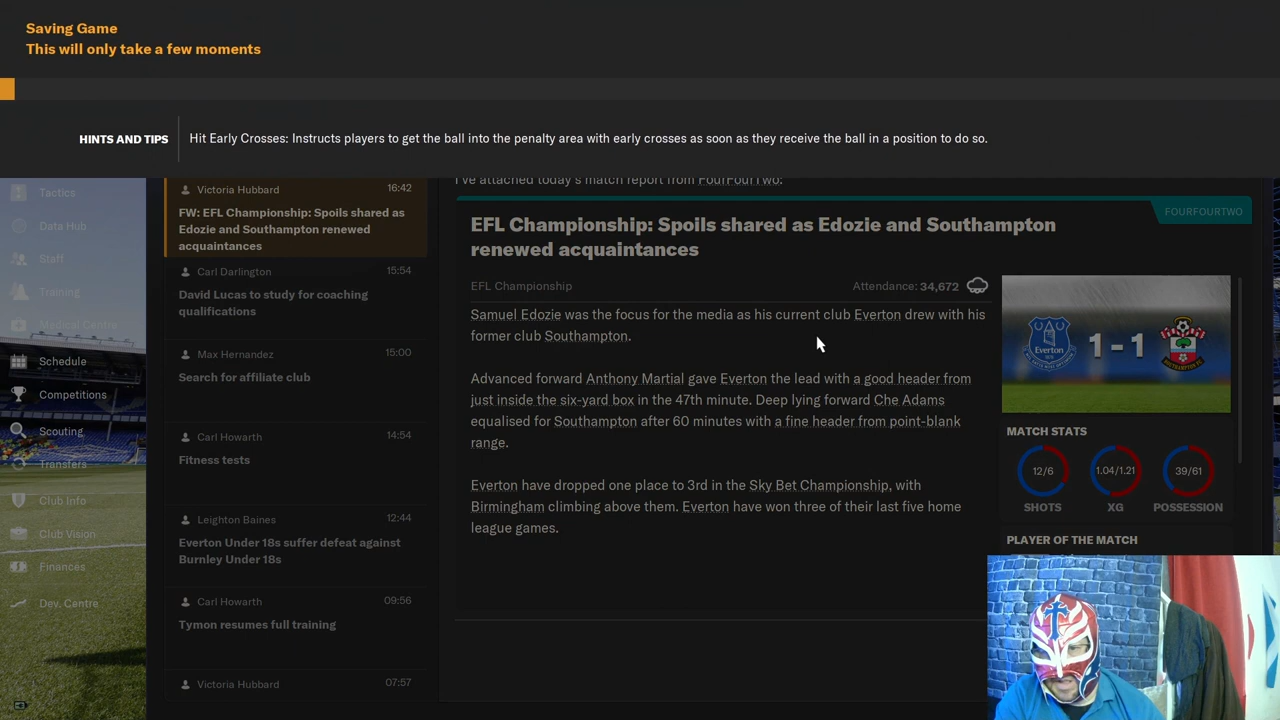 Saving Game
This will only take a few moments
HINTS AND TIPS
Hit Early Crosses: Instructs players to get the ball into the penalty area with early crosses as soon as they receive the ball in a position to do so.
Tactics
Data Hub
Staff
Training
Medical Centre
Schedule
Competitions
Scouting
Transfers
Club Info
Club Vision
Finances
Dev. Centre
Victoria Hubbard 16:42
FW: EFL Championship: Spoils shared as
Edozie and Southampton renewed
acquaintances
Carl Darlington 15:54
David Lucas to study for coaching
qualifications
Max Hernandez 15:00
Search for affiliate club
Carl Howarth 14:54
Fitness tests
Leighton Baines 12:44
Everton Under 18s suffer defeat against
Burnley Under 18s
Carl Howarth 09:56
Tymon resumes full training
Victoria Hubbard 07:57
I've attached today's match report from FourFourTwo:
FOURFOURTWO
EFL Championship: Spoils shared as Edozie and Southampton
renewed acquaintances
EFL Championship Attendance: 34,672
Samuel Edozie was the focus for the media as his current club Everton drew with his
former club Southampton.
Advanced forward Anthony Martial gave Everton the lead with a good header from
just inside the six-yard box in the 47th minute. Deep lying forward Che Adams
equalised for Southampton after 60 minutes with a fine header from point-blank
range.
Everton have dropped one place to 3rd in the Sky Bet Championship, with
Birmingham climbing above them. Everton have won three of their last five home
league games.
Everton
1 - 1
MATCH STATS
12/6 1.04/1.21 39/61
SHOTS XG POSSESSION
PLAYER OF THE MATCH